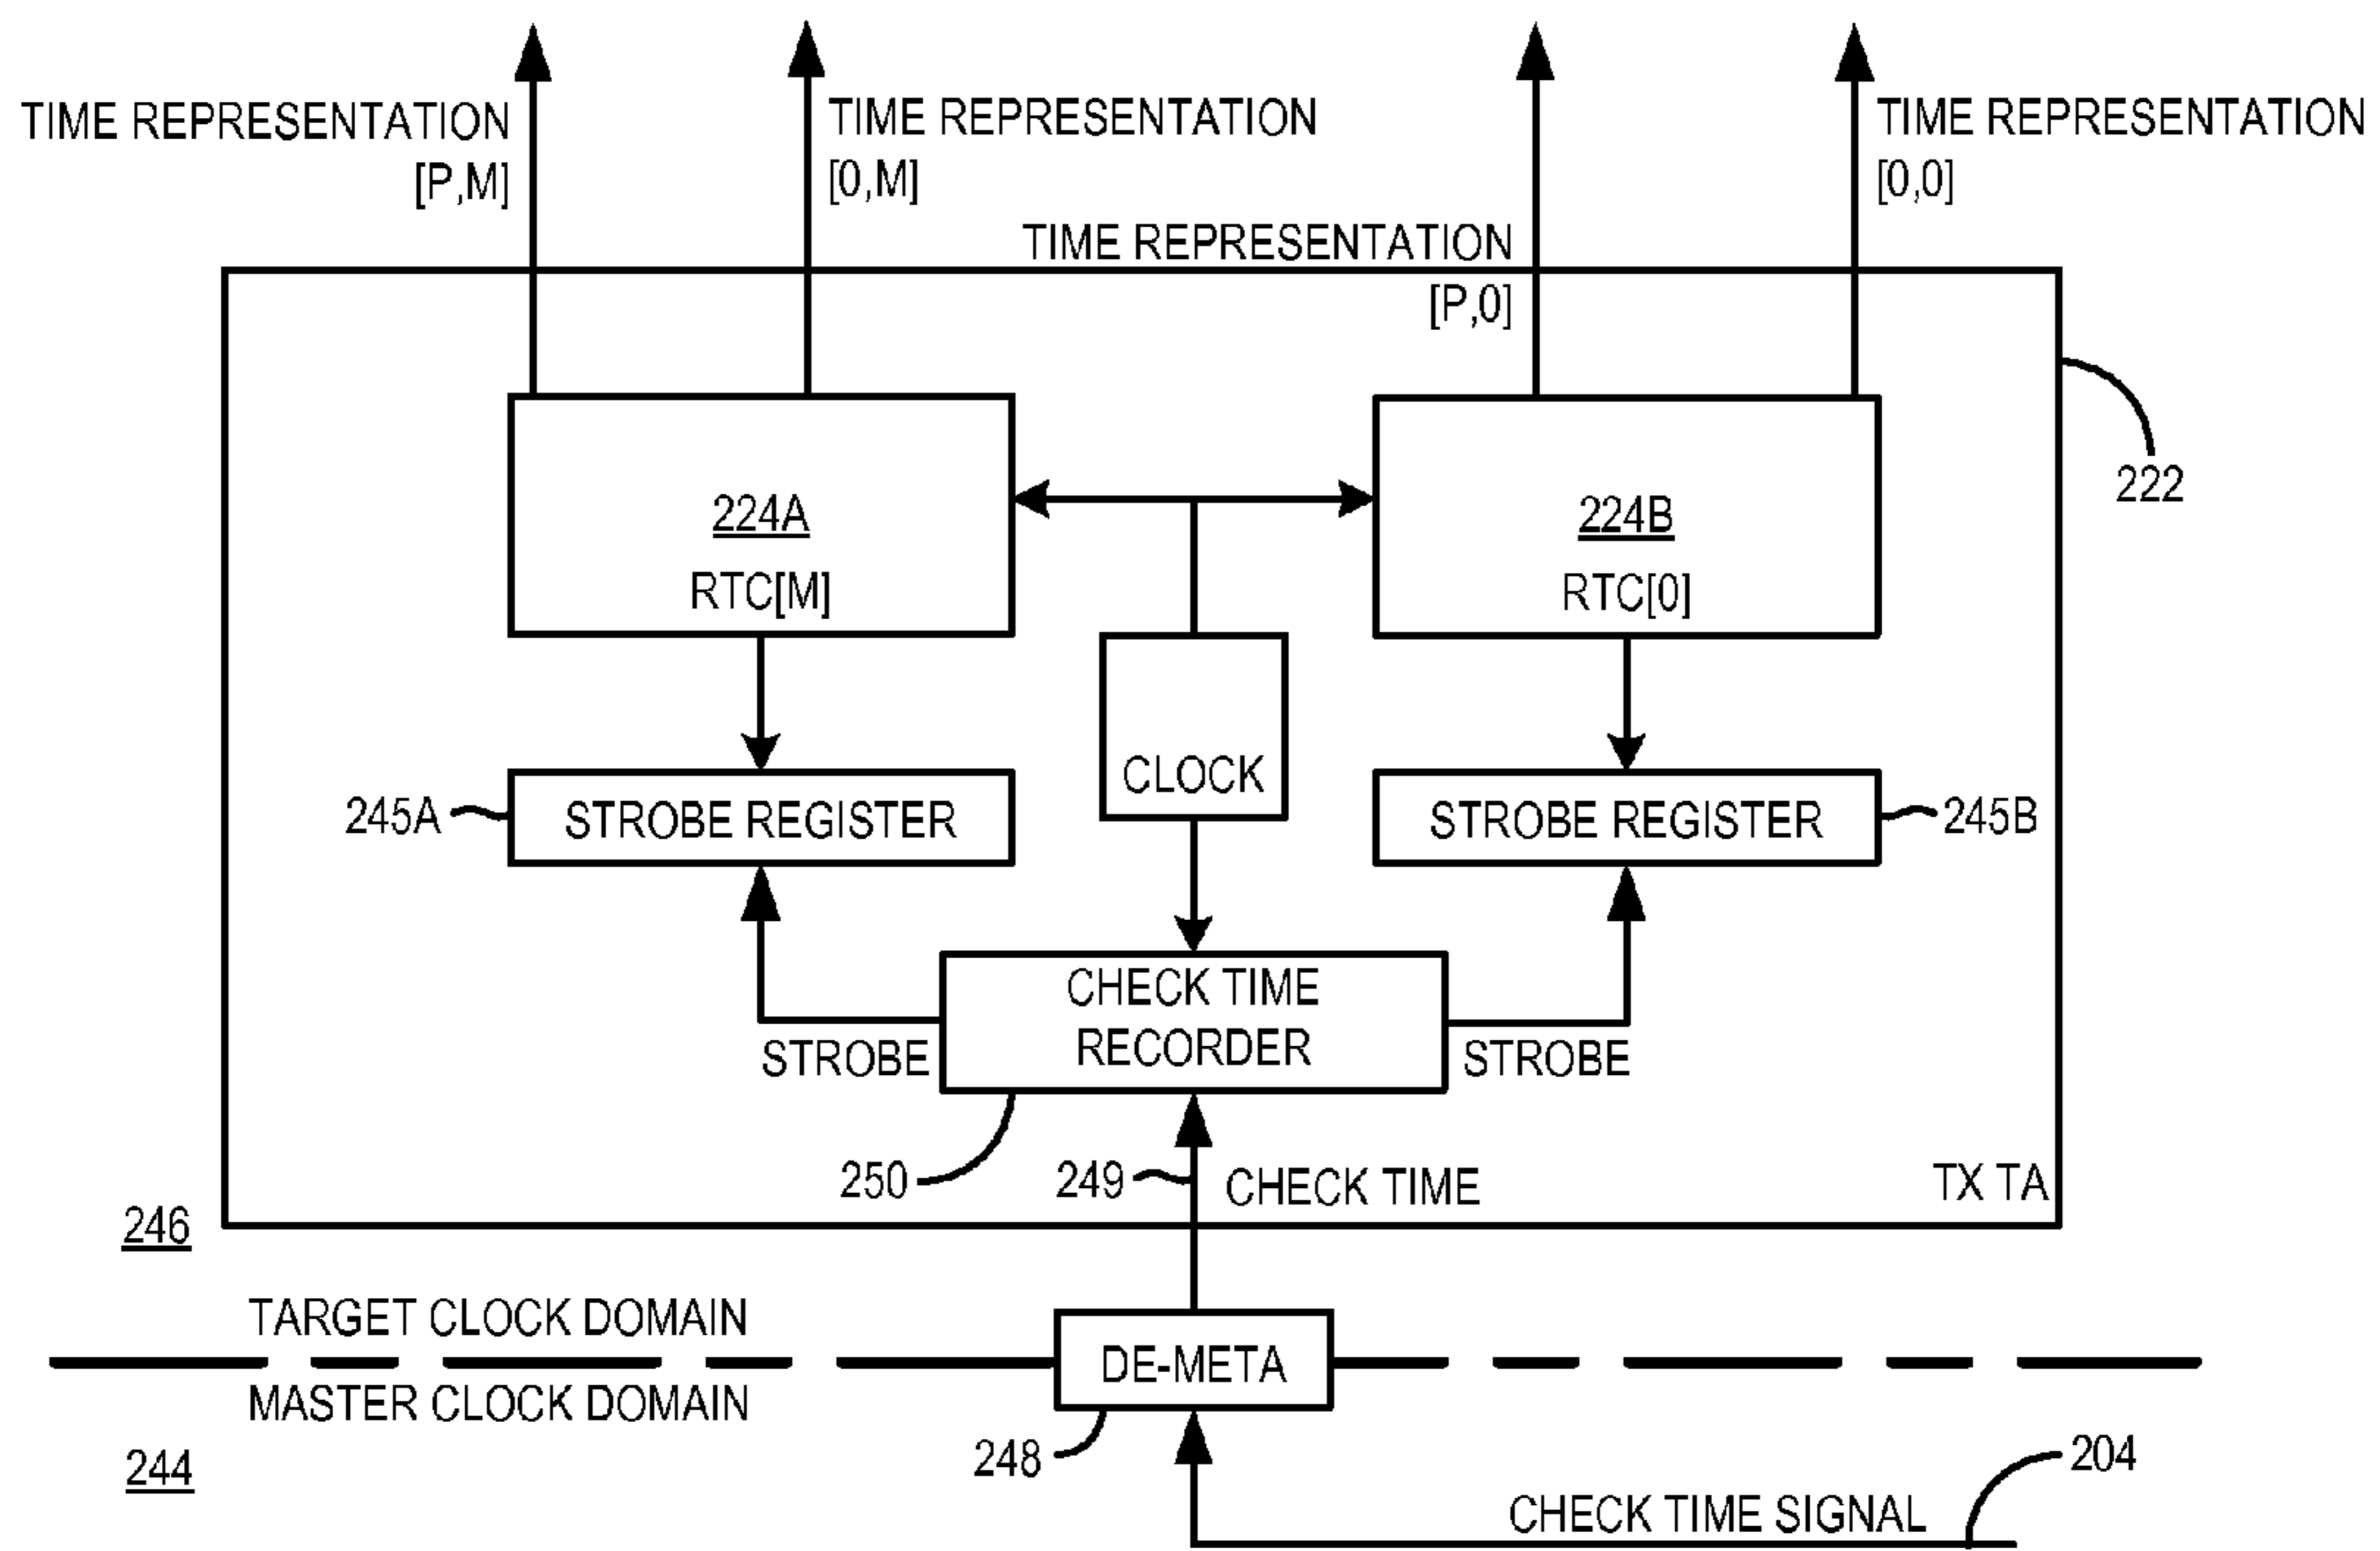 TIME REPRESENTATION
[P,M]
TIME REPRESENTATION
[0,M]
TIME REPRESENTATION
[P,0]
TIME REPRESENTATION
[0,0]
222
224A
RTC[M]
224B
RTC[0]
CLOCK
245A
STROBE REGISTER
STROBE REGISTER
245B
CHECK TIME
RECORDER
STROBE
STROBE
250
249
CHECK TIME
TX TA
246
TARGET CLOCK DOMAIN
DE-META
MASTER CLOCK DOMAIN
244
248
204
CHECK TIME SIGNAL